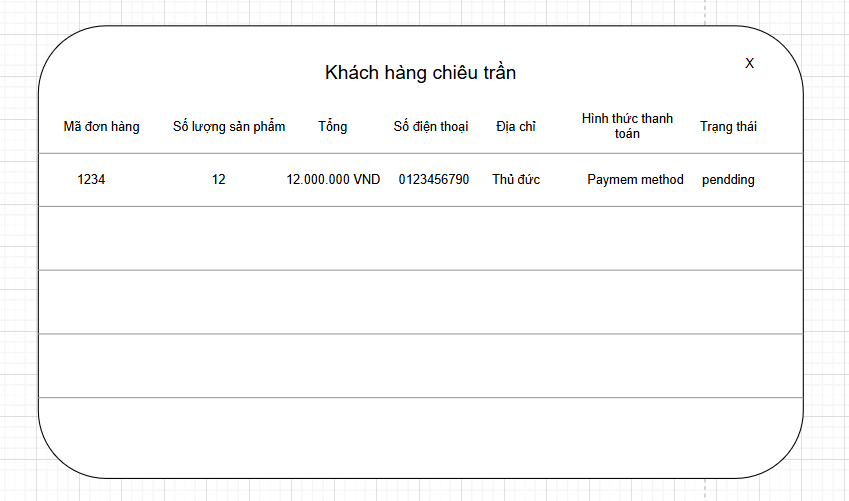 Khách hàng chiêu trần
X
Mã đơn hàng
Số lượng sản phẩm
Tổng
Số điện thoại
Địa chỉ
Hình thức thanh
toán
Trạng thái
1234
12
12.000.000 VND
0123456790
Thủ đức
Paymem method
pendding